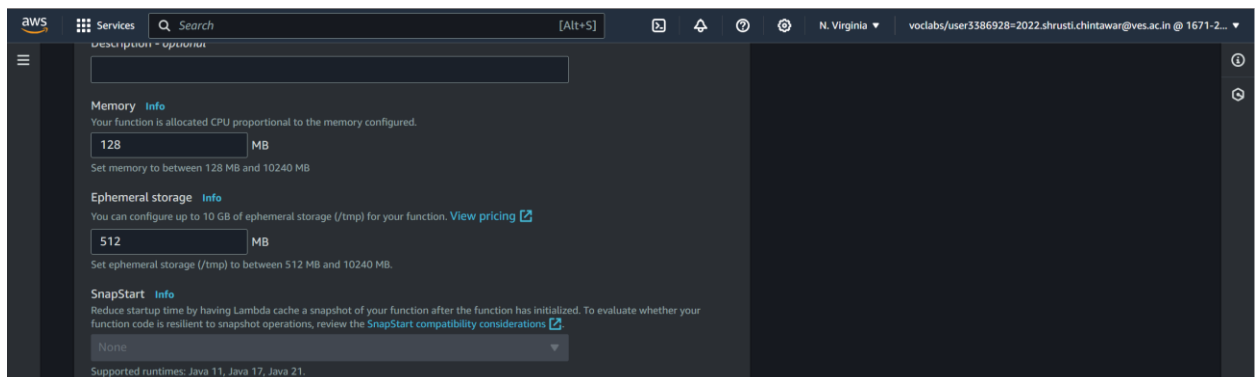 aws Services Search [Alt+S] N. Virginia ▼ voclabs/user3386928=2022.shrusti.chintawar@ves.ac.in @ 1671-2... ▼
Description - optional
Memory Info
Your function is allocated CPU proportional to the memory configured.
128 MB
Set memory to between 128 MB and 10240 MB
Ephemeral storage Info
You can configure up to 10 GB of ephemeral storage (/tmp) for your function. View pricing
512 MB
Set ephemeral storage (/tmp) to between 512 MB and 10240 MB.
SnapStart Info
Reduce startup time by having Lambda cache a snapshot of your function after the function has initialized. To evaluate whether your
function code is resilient to snapshot operations, review the SnapStart compatibility considerations.
None
Supported runtimes: Java 11, Java 17, Java 21.